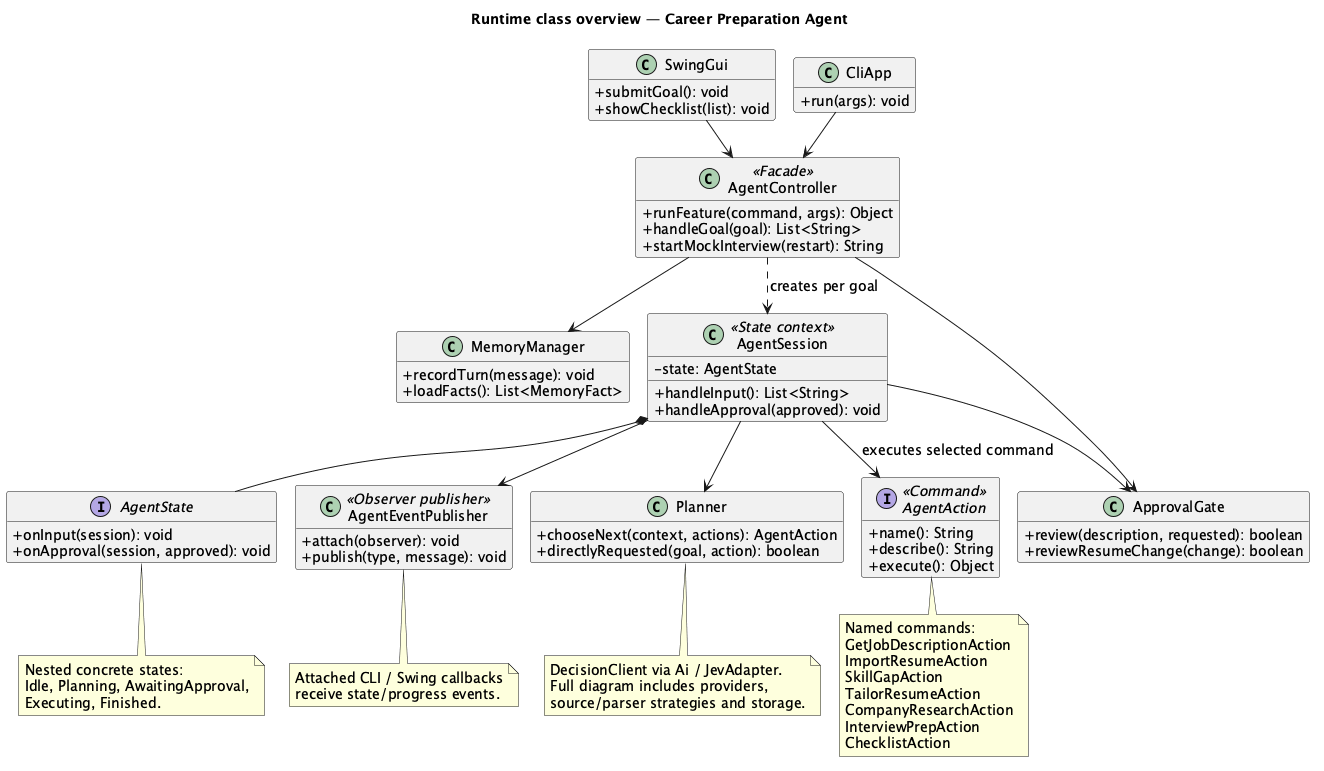 Runtime class overview — Career Preparation Agent
C SwingGui
+submitGoal(): void
+showChecklist(list): void
C CliApp
+run(args): void
C «Facade»
AgentController
+runFeature(command, args): Object
+handleGoal(goal): List<String>
+startMockInterview(restart): String
creates per goal
C MemoryManager
+recordTurn(message): void
+loadFacts(): List<MemoryFact>
C «State context»
AgentSession
−state: AgentState
+handleInput(): List<String>
+handleApproval(approved): void
executes selected command
I AgentState
+onInput(session): void
+onApproval(session, approved): void
C «Observer publisher»
AgentEventPublisher
+attach(observer): void
+publish(type, message): void
C Planner
+chooseNext(context, actions): AgentAction
+directlyRequested(goal, action): boolean
I «Command»
AgentAction
+name(): String
+describe(): String
+execute(): Object
C ApprovalGate
+review(description, requested): boolean
+reviewResumeChange(change): boolean
Nested concrete states:
Idle, Planning, AwaitingApproval,
Executing, Finished.
Attached CLI / Swing callbacks
receive state/progress events.
DecisionClient via Ai / JevAdapter.
Full diagram includes providers,
source/parser strategies and storage.
Named commands:
GetJobDescriptionAction
ImportResumeAction
SkillGapAction
TailorResumeAction
CompanyResearchAction
InterviewPrepAction
ChecklistAction